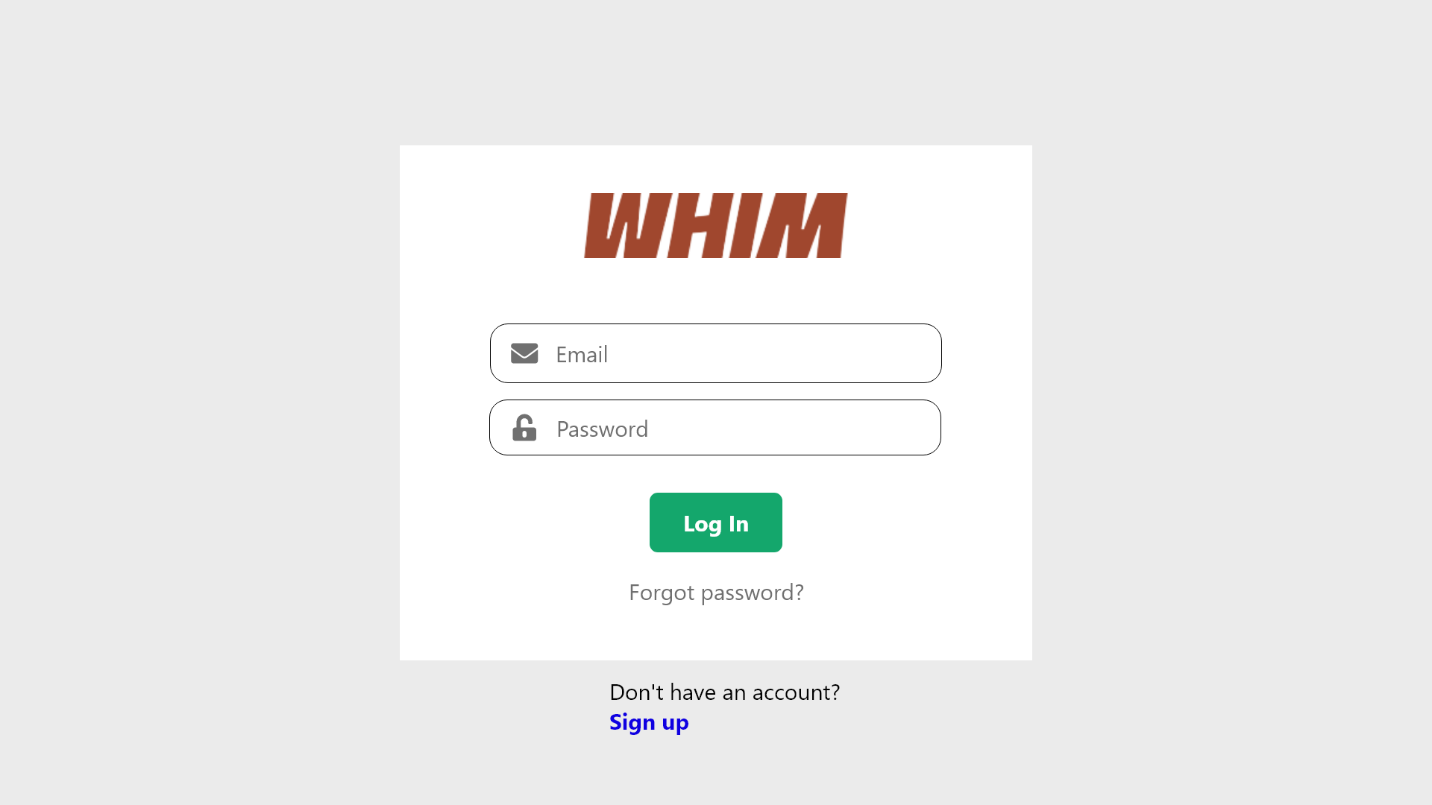 WHIM
Email
Password
Log In
Forgot password?
Don't have an account?
Sign up